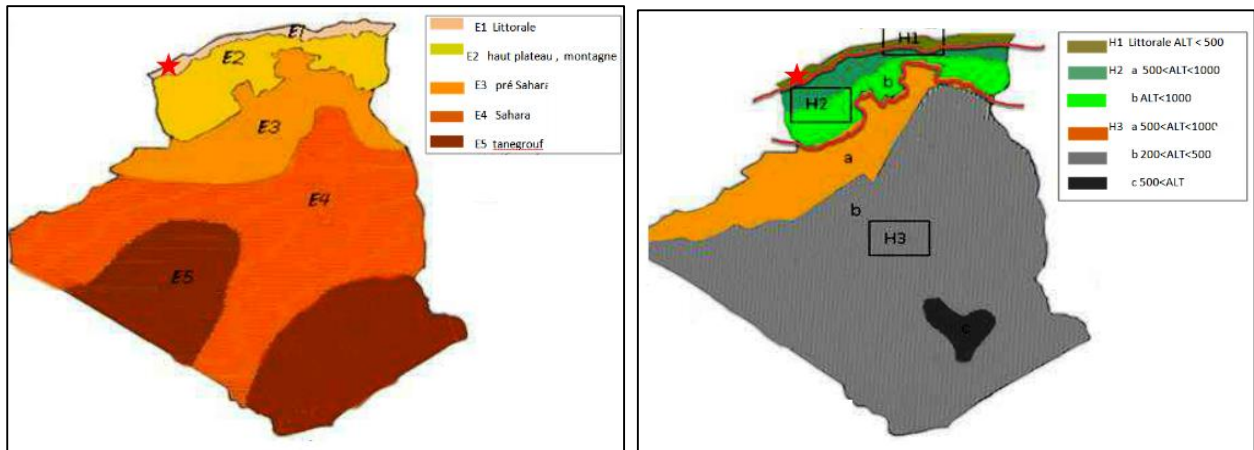 E1
E2
E3
E4
E5
E1 Littorale
E2 haut plateau , montagne
E3 pré Sahara
E4 Sahara
E5 tanegrouf
H1
H2
b
a
b
H3
c
H1 Littorale ALT < 500
H2 a 500<ALT<1000
b ALT<1000
H3 a 500<ALT<1000
b 200<ALT<500
c 500<ALT